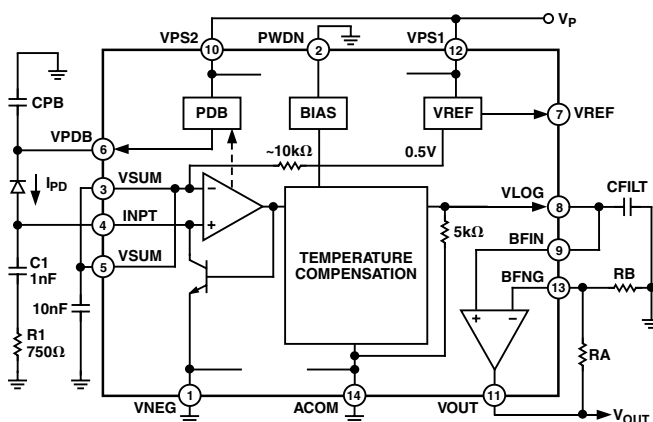 V_P
VPS2
PWDN
VPS1
10
2
12
CPB
PDB
BIAS
VREF
7
VREF
VPDB
6
~10kΩ
0.5V
I_PD
VSUM
3
−
VLOG
CFILT
8
INPT
4
+
5kΩ
BFIN
9
VSUM
5
TEMPERATURE
COMPENSATION
C1
1nF
BFNG
13
RB
10nF
+
−
R1
750Ω
RA
VNEG
1
ACOM
14
VOUT
11
V_OUT